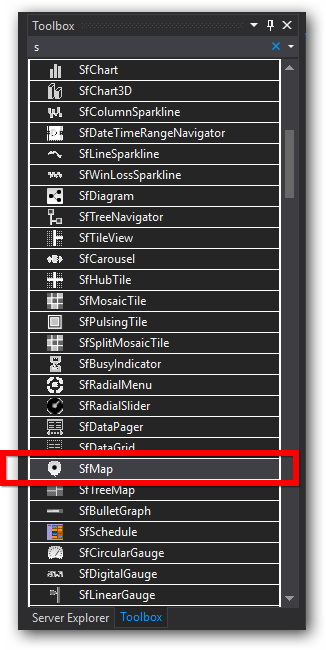 Toolbox
s
SfChart
SfChart3D
SfColumnSparkline
SfDateTimeRangeNavigator
SfLineSparkline
SfWinLossSparkline
SfDiagram
SfTreeNavigator
SfTileView
SfCarousel
SfHubTile
SfMosaicTile
SfPulsingTile
SfSplitMosaicTile
SfBusyIndicator
SfRadialMenu
SfRadialSlider
SfDataPager
SfDataGrid
SfMap
SfTreeMap
SfBulletGraph
SfSchedule
SfCircularGauge
SfDigitalGauge
SfLinearGauge
Server Explorer Toolbox